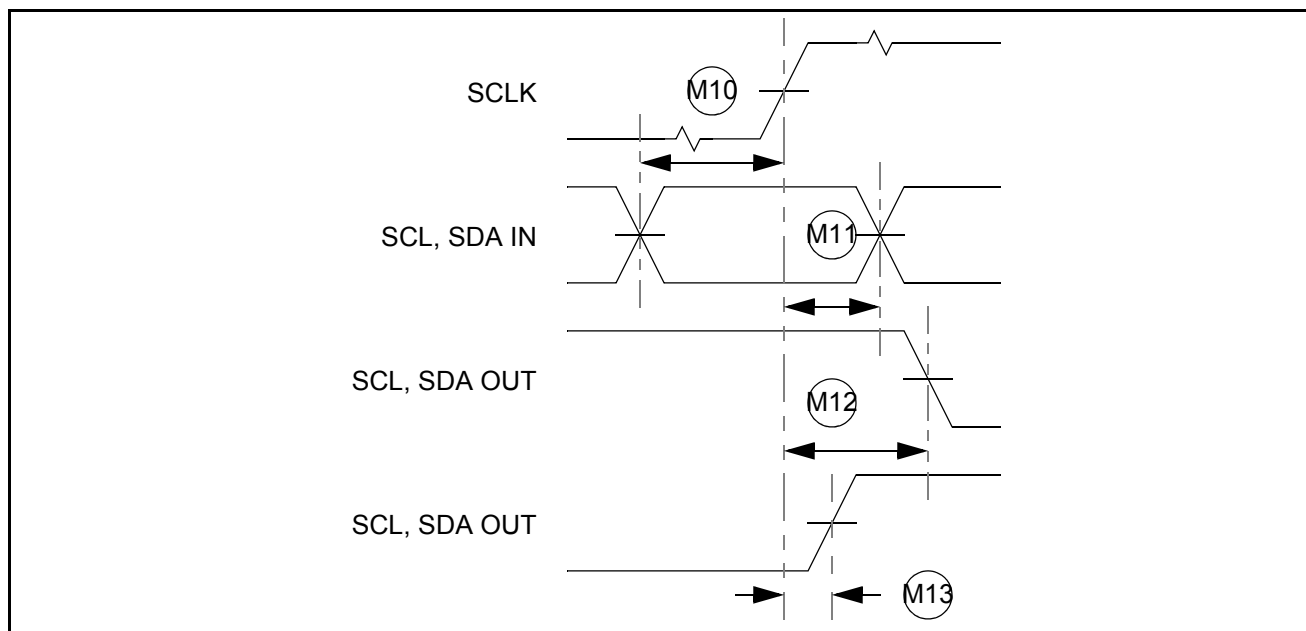 M10
SCLK
SCL, SDA IN
M11
SCL, SDA OUT
M12
SCL, SDA OUT
M13